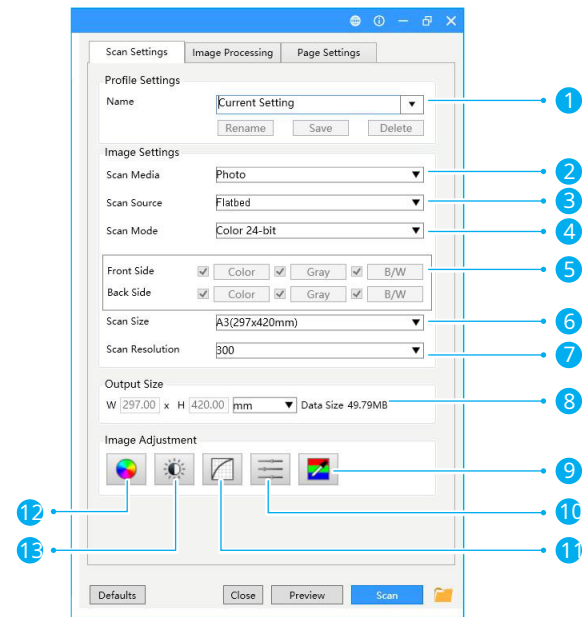 Scan Settings Image Processing Page Settings
Profile Settings
Name Current Setting 1
Rename Save Delete
Image Settings
Scan Media Photo 2
Scan Source Flatbed 3
Scan Mode Color 24-bit 4
Front Side Color Gray B/W 5
Back Side Color Gray B/W
Scan Size A3(297x420mm) 6
Scan Resolution 300 7
Output Size
W 297.00 x H 420.00 mm Data Size 49.79MB 8
Image Adjustment
9
12 10
13 11
Defaults Close Preview Scan